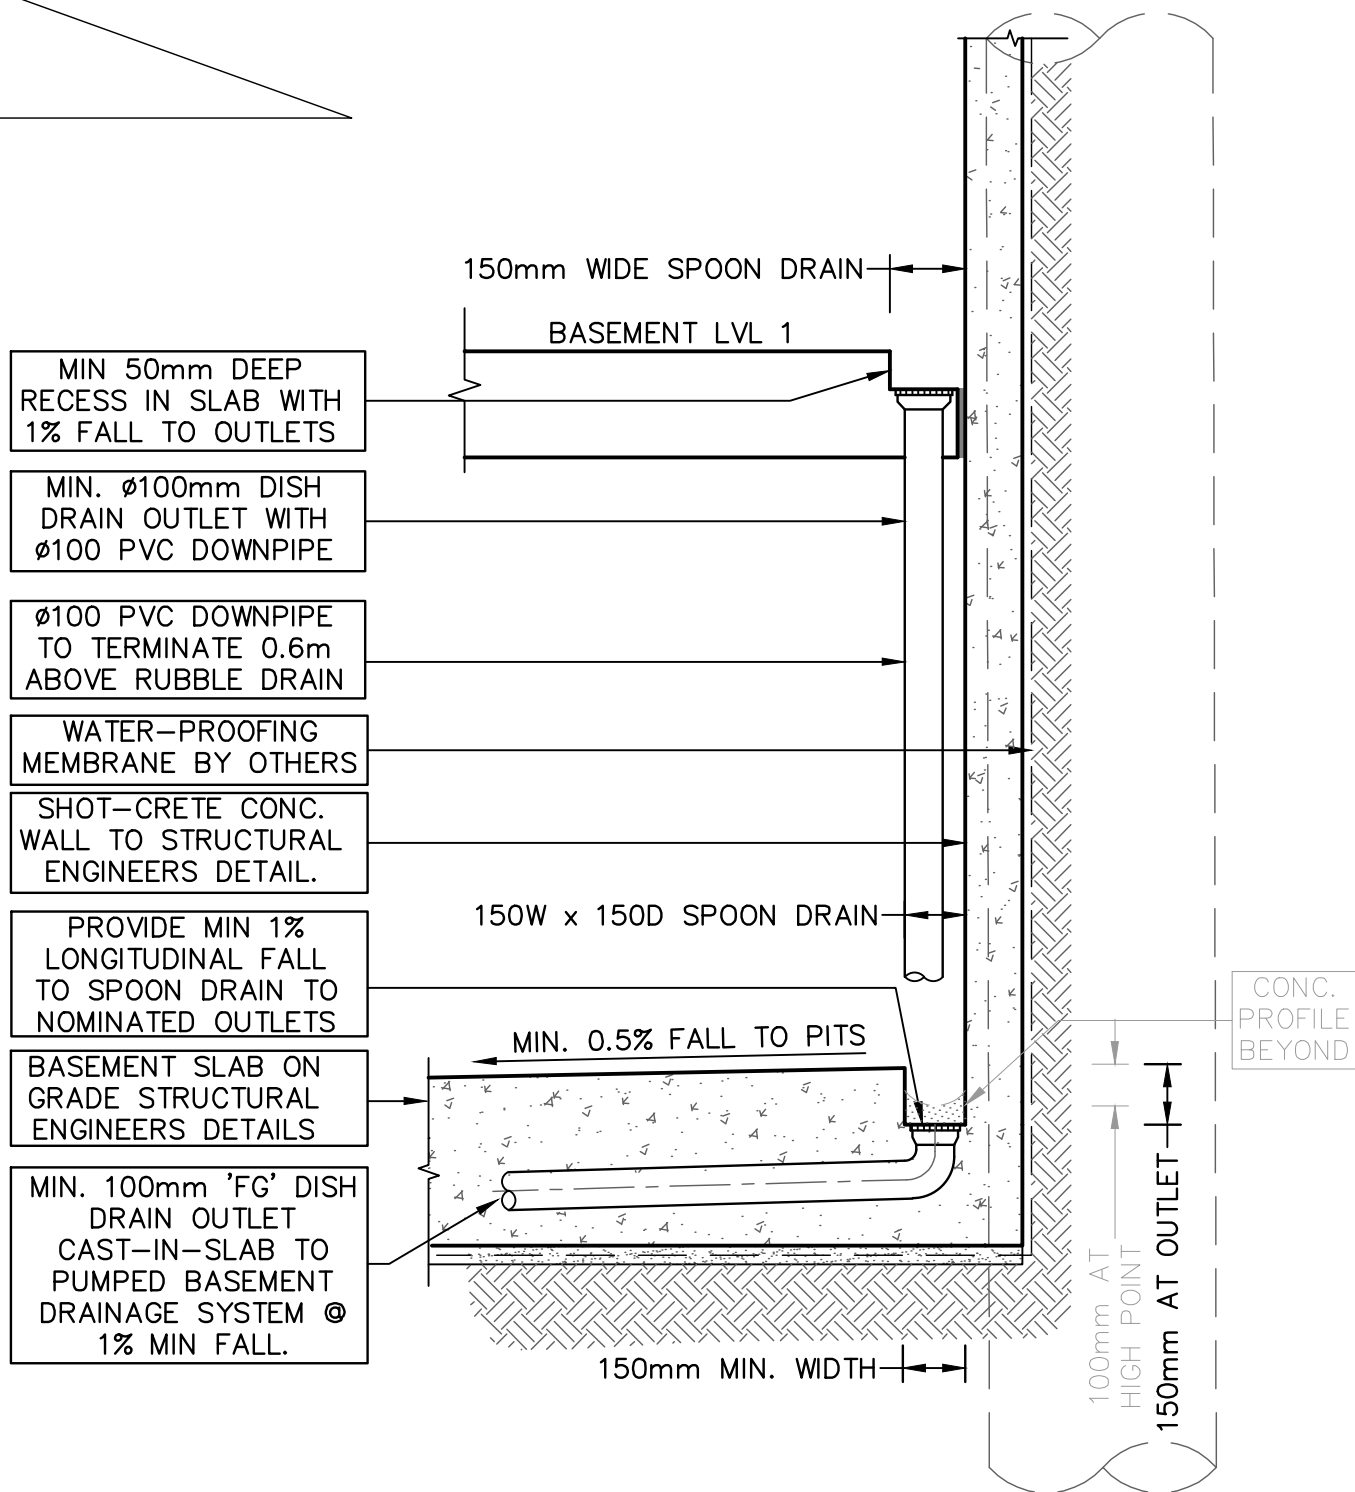 150mm WIDE SPOON DRAIN
BASEMENT LVL 1
MIN 50mm DEEP
RECESS IN SLAB WITH
1% FALL TO OUTLETS
MIN. ø100mm DISH
DRAIN OUTLET WITH
ø100 PVC DOWNPIPE
ø100 PVC DOWNPIPE
TO TERMINATE 0.6m
ABOVE RUBBLE DRAIN
WATER-PROOFING
MEMBRANE BY OTHERS
SHOT-CRETE CONC.
WALL TO STRUCTURAL
ENGINEERS DETAIL.
150W x 150D SPOON DRAIN
PROVIDE MIN 1%
LONGITUDINAL FALL
TO SPOON DRAIN TO
NOMINATED OUTLETS
CONC.
PROFILE
BEYOND
MIN. 0.5% FALL TO PITS
BASEMENT SLAB ON
GRADE STRUCTURAL
ENGINEERS DETAILS
MIN. 100mm 'FG' DISH
DRAIN OUTLET
CAST-IN-SLAB TO
PUMPED BASEMENT
DRAINAGE SYSTEM @
1% MIN FALL.
100mm AT
HIGH POINT
150mm AT OUTLET
150mm MIN. WIDTH